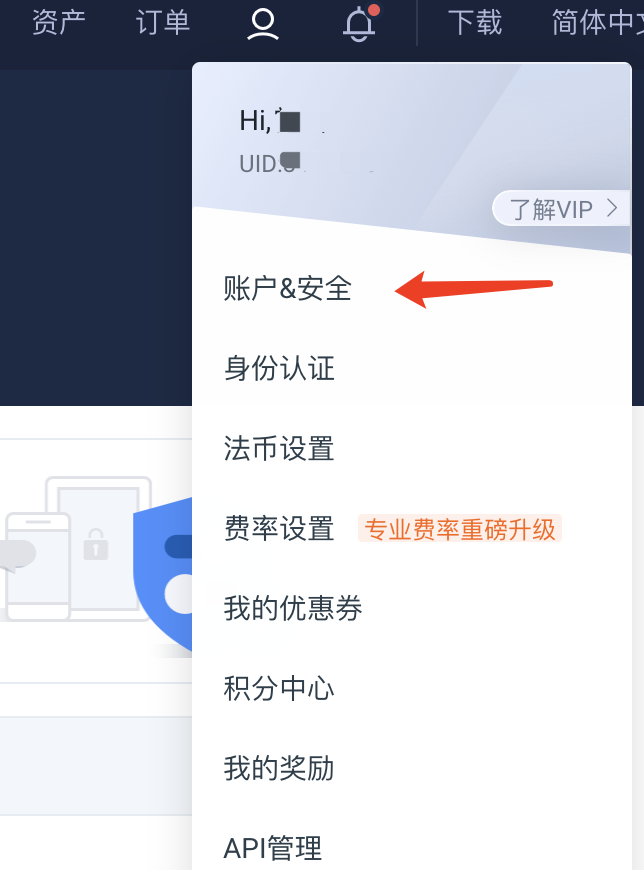 资产 订单 下载 简体中
Hi,
UID:
了解VIP
账户&安全
身份认证
法币设置
费率设置 专业费率重磅升级
我的优惠券
积分中心
我的奖励
API管理